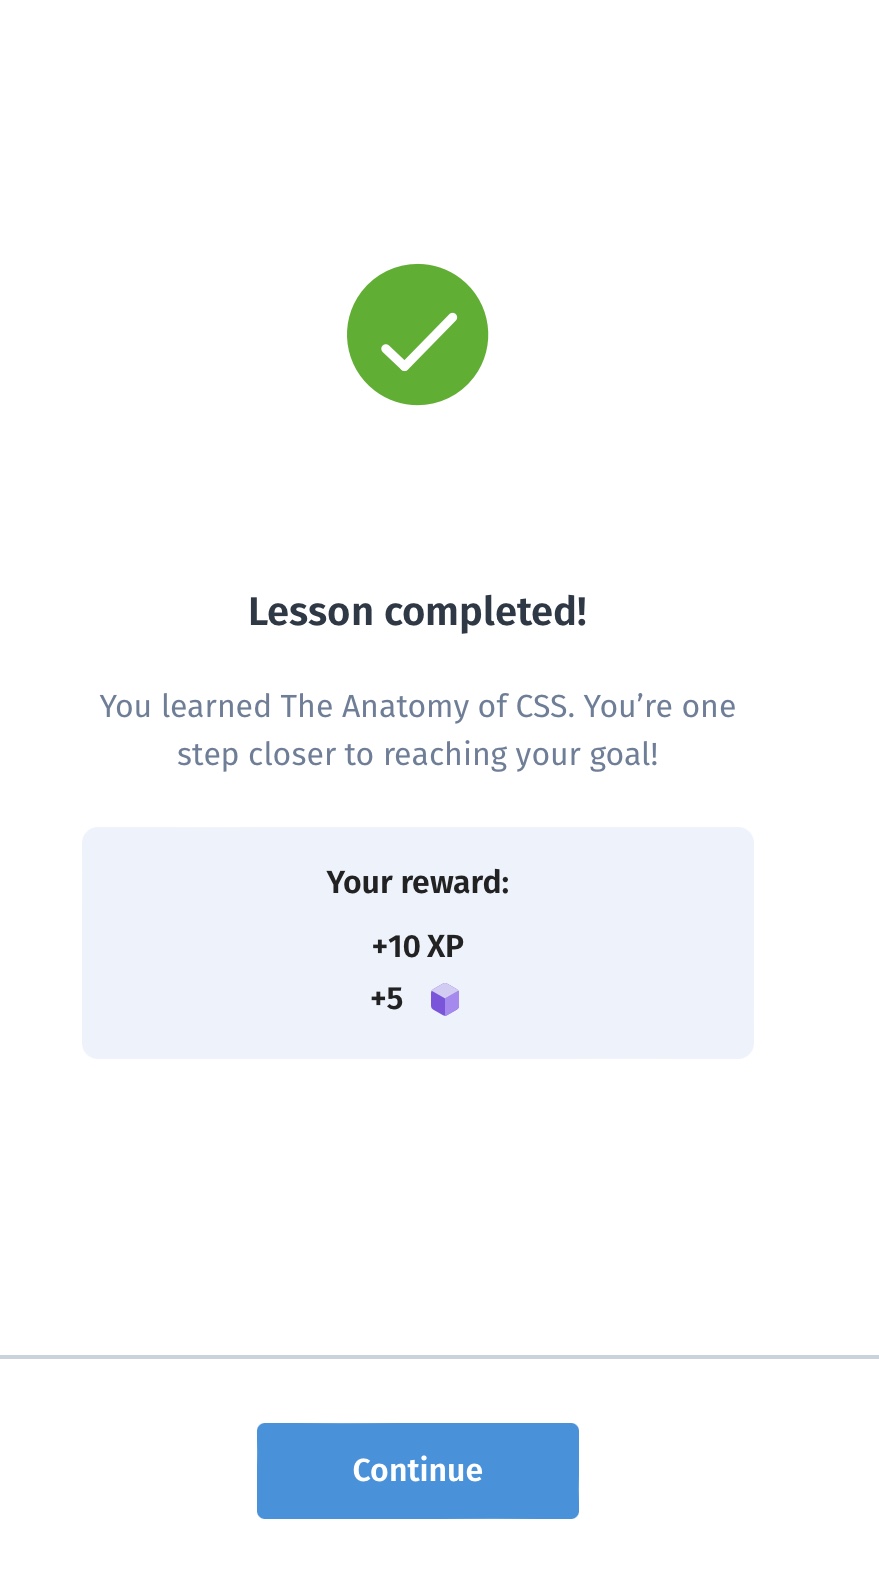 Lesson completed!
You learned The Anatomy of CSS. You’re one
step closer to reaching your goal!
Your reward:
+10 XP
+5
Continue